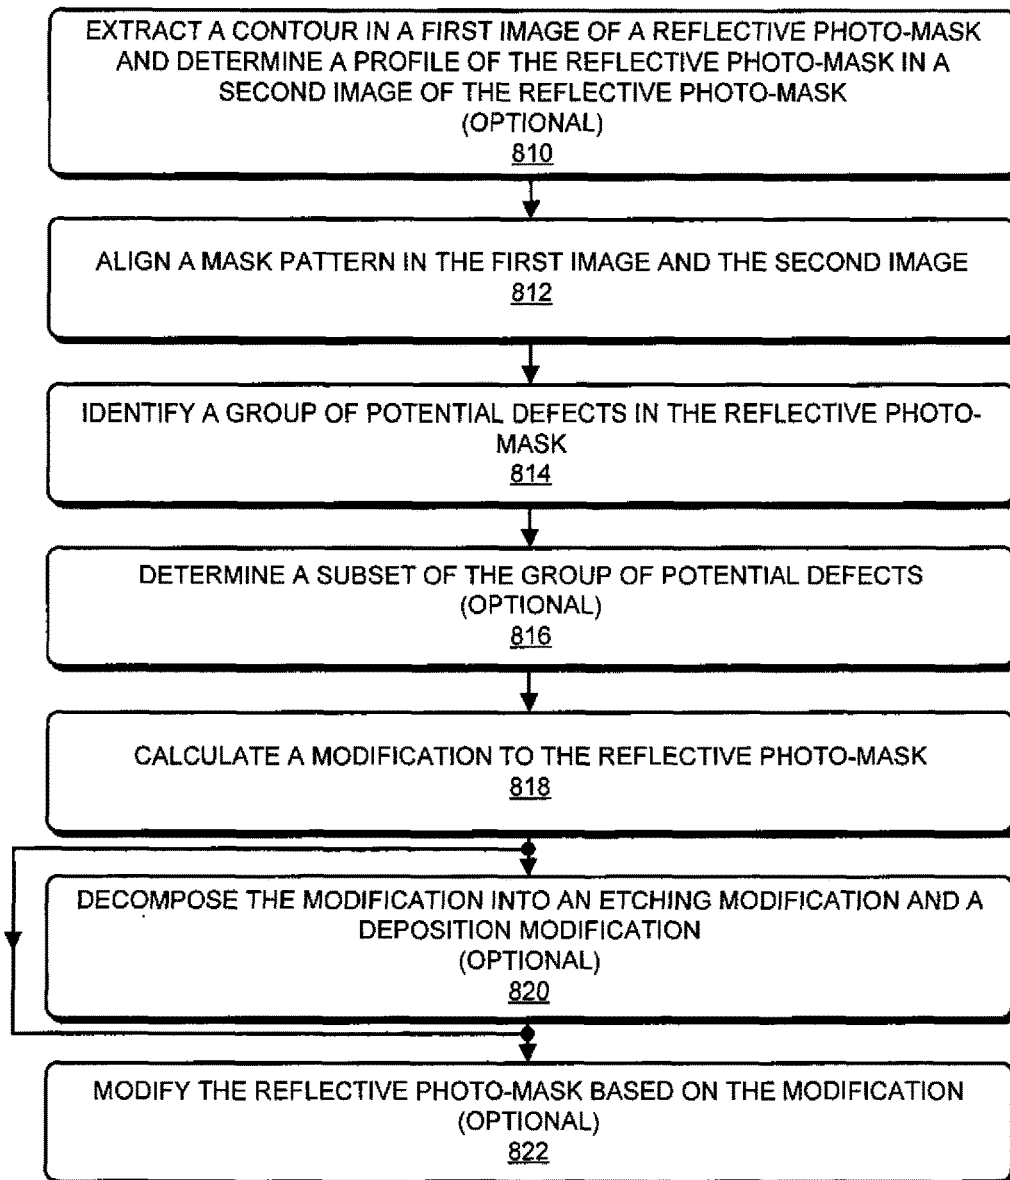 EXTRACT A CONTOUR IN A FIRST IMAGE OF A REFLECTIVE PHOTO-MASK
AND DETERMINE A PROFILE OF THE REFLECTIVE PHOTO-MASK IN A
SECOND IMAGE OF THE REFLECTIVE PHOTO-MASK
(OPTIONAL)
810
ALIGN A MASK PATTERN IN THE FIRST IMAGE AND THE SECOND IMAGE
812
IDENTIFY A GROUP OF POTENTIAL DEFECTS IN THE REFLECTIVE PHOTO-
MASK
814
DETERMINE A SUBSET OF THE GROUP OF POTENTIAL DEFECTS
(OPTIONAL)
816
CALCULATE A MODIFICATION TO THE REFLECTIVE PHOTO-MASK
818
DECOMPOSE THE MODIFICATION INTO AN ETCHING MODIFICATION AND A
DEPOSITION MODIFICATION
(OPTIONAL)
820
MODIFY THE REFLECTIVE PHOTO-MASK BASED ON THE MODIFICATION
(OPTIONAL)
822